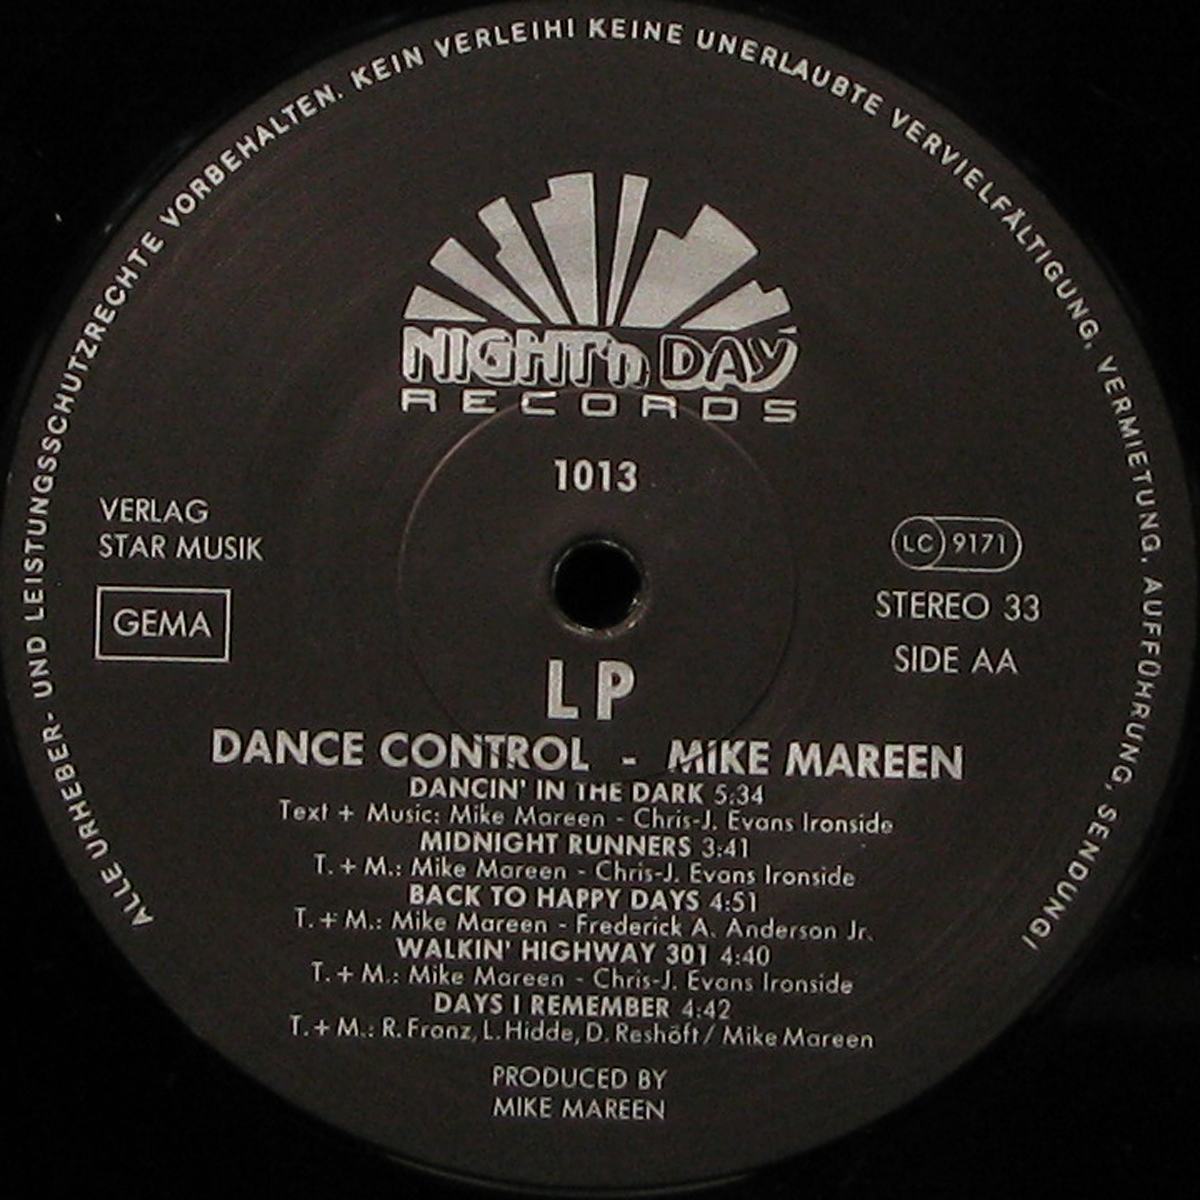 ALLE URHEBER- UND LEISTUNGSSCHUTZRECHTE VORBEHALTEN. KEIN VERLEIH! KEINE UNERLAUBTE VERVIELFÄLTIGUNG, VERMIETUNG, AUFFÜHRUNG, SENDUNG!
NIGHT'n DAY
RECORDS
1013
VERLAG
STAR MUSIK
GEMA
LC 9171
STEREO 33
SIDE AA
LP
DANCE CONTROL - MIKE MAREEN
DANCIN' IN THE DARK 5:34
Text + Music: Mike Mareen - Chris-J. Evans Ironside
MIDNIGHT RUNNERS 3:41
T. + M.: Mike Mareen - Chris-J. Evans Ironside
BACK TO HAPPY DAYS 4:51
T. + M.: Mike Mareen - Frederick A. Anderson Jr.
WALKIN' HIGHWAY 301 4:40
T. + M.: Mike Mareen - Chris-J. Evans Ironside
DAYS I REMEMBER 4:42
T. + M.: R. Franz, L. Hidde, D. Reshöft / Mike Mareen
PRODUCED BY
MIKE MAREEN